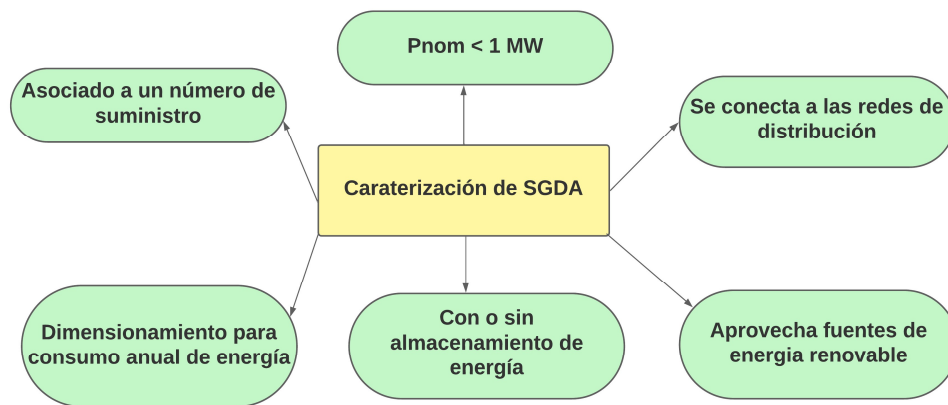 Pnom < 1 MW
Asociado a un número de
suministro
Se conecta a las redes de
distribución
Caraterización de SGDA
Dimensionamiento para
consumo anual de energía
Con o sin
almacenamiento de
energía
Aprovecha fuentes de
energia renovable